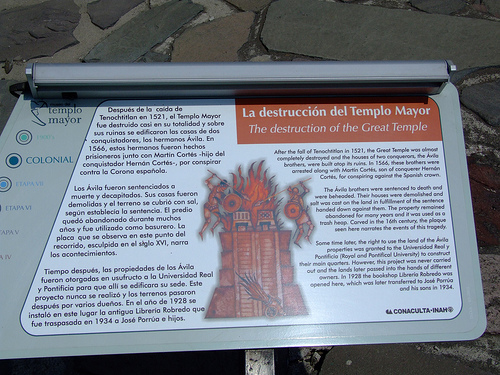 templo
mayor
COLONIAL
ETAPA VII
ETAPA VI
ETAPA V
Después de la caída de
Tenochtitlan en 1521, el Templo Mayor
fue destruido casi en su totalidad y sobre
sus ruinas se edificaron las casas de dos
conquistadores, los hermanos Ávila. En
1566, estos hermanos fueron hechos
prisioneros junto con Martín Cortés -hijo del
conquistador Hernán Cortés-, por conspirar
contra la Corona española.
Los Ávila fueron sentenciados a
muerte y decapitados. Sus casas fueron
demolidas y el terreno se cubrió con sal,
según establecía la sentencia. El predio
quedó abandonado durante muchos
años y fue utilizado como basurero. La
placa que se observa en este punto del
recorrido, esculpida en el siglo XVI, narra
los acontecimientos.
Tiempo después, las propiedades de los Ávila
fueron otorgadas en usufructo a la Universidad Real
y Pontificia para que allí se edificara su sede. Este
proyecto nunca se realizó y los terrenos pasaron
después por varios dueños. En el año de 1928 se
instaló en este lugar la antigua Librería Robredo que
fue traspasada en 1934 a José Porrúa e hijos.
La destrucción del Templo Mayor
The destruction of the Great Temple
After the fall of Tenochtitlan in 1521, the Great Temple was almost
completely destroyed and the houses of two conquerors, the Ávila
brothers, were built atop its ruins. In 1566, these brothers were
arrested along with Martín Cortés, son of conqueror Hernán
Cortés, for conspiring against the Spanish crown.
The Ávila brothers were sentenced to death and
were beheaded. Their houses were demolished and
salt was cast on the land in fulfillment of the sentence
handed down against them. The property remained
abandoned for many years and it was used as a
trash heap. Carved in the 16th century, the plaque
seen here narrates the events of this tragedy.
Some time later, the right to use the land of the Ávila
properties was granted to the Universidad Real y
Pontificia (Royal and Pontifical University) to construct
their main quarters. However, this project was never carried
out and the lands later passed into the hands of different
owners. In 1928 the bookshop Librería Robredo was
opened here, which was later transferred to José Porrúa
and his sons in 1934.
CONACULTA·INAH